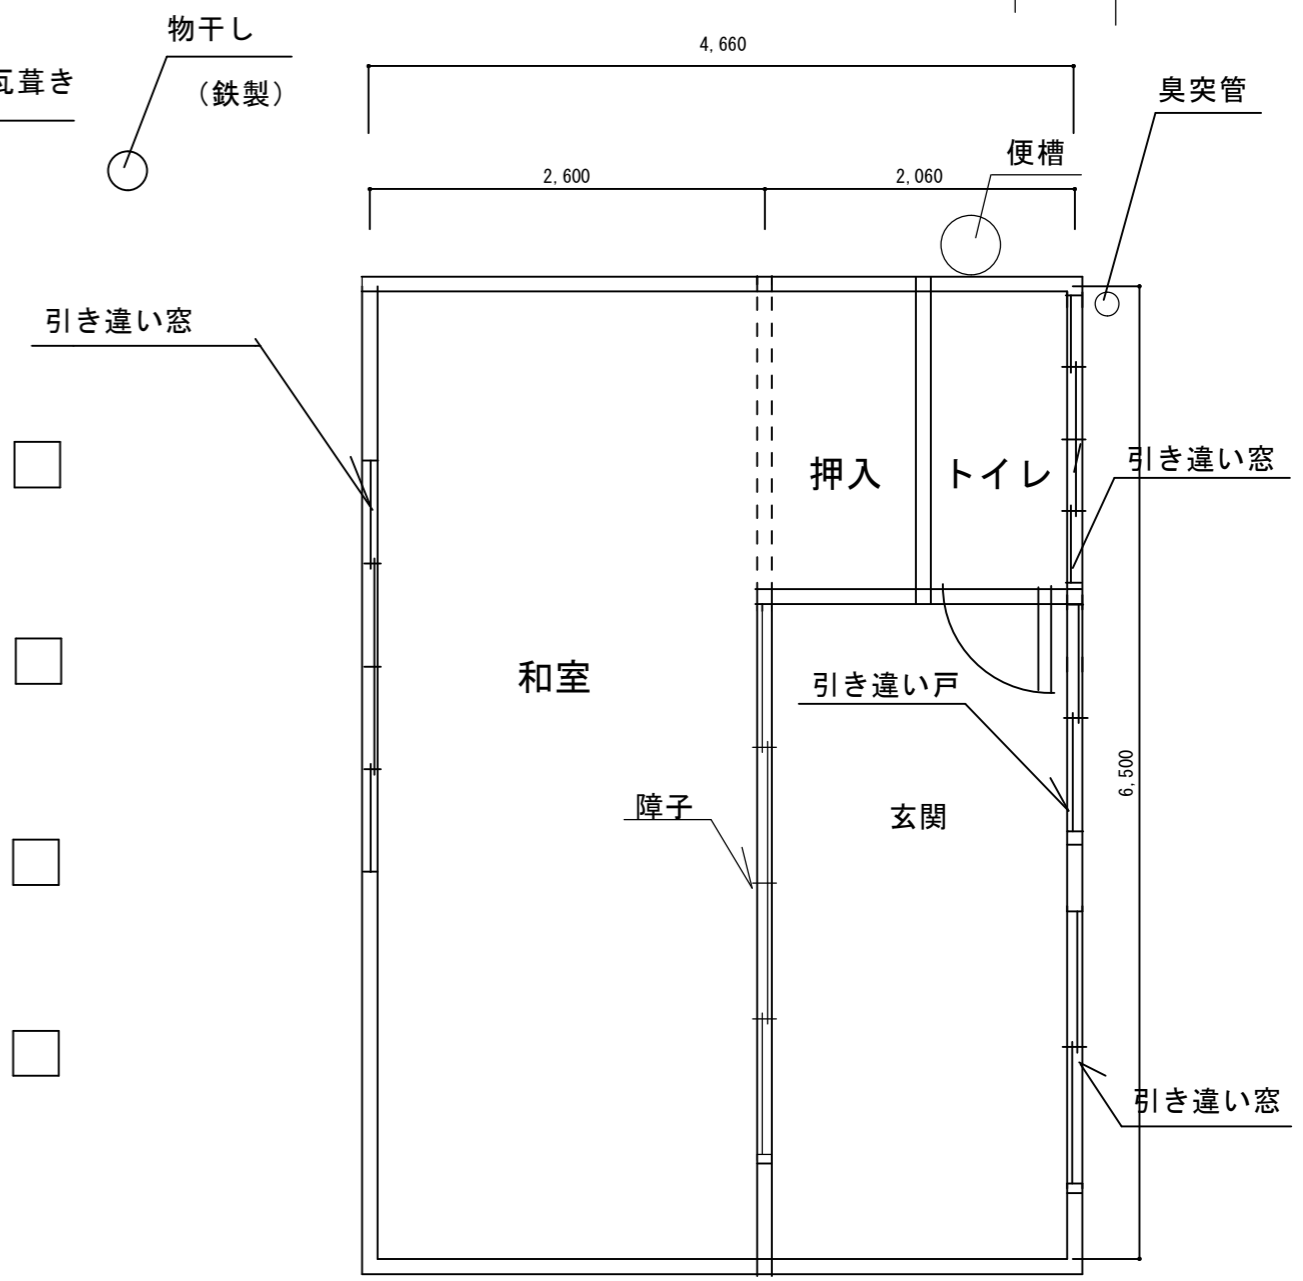 物干し
(鉄製)
瓦葺き
4,660
臭突管
便槽
2,600
2,060
引き違い窓
押入
トイレ
引き違い窓
和室
引き違い戸
障子
玄関
6,500
引き違い窓